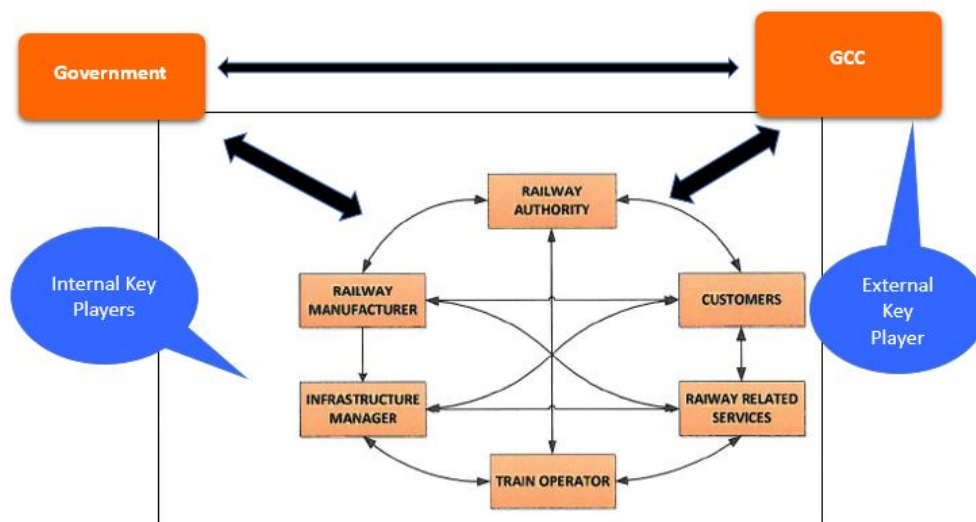 Government
GCC
RAILWAY
AUTHORITY
Internal Key
Players
RAILWAY
MANUFACTURER
CUSTOMERS
External
Key
Player
INFRASTRUCTURE
MANAGER
RAIWAY RELATED
SERVICES
TRAIN OPERATOR